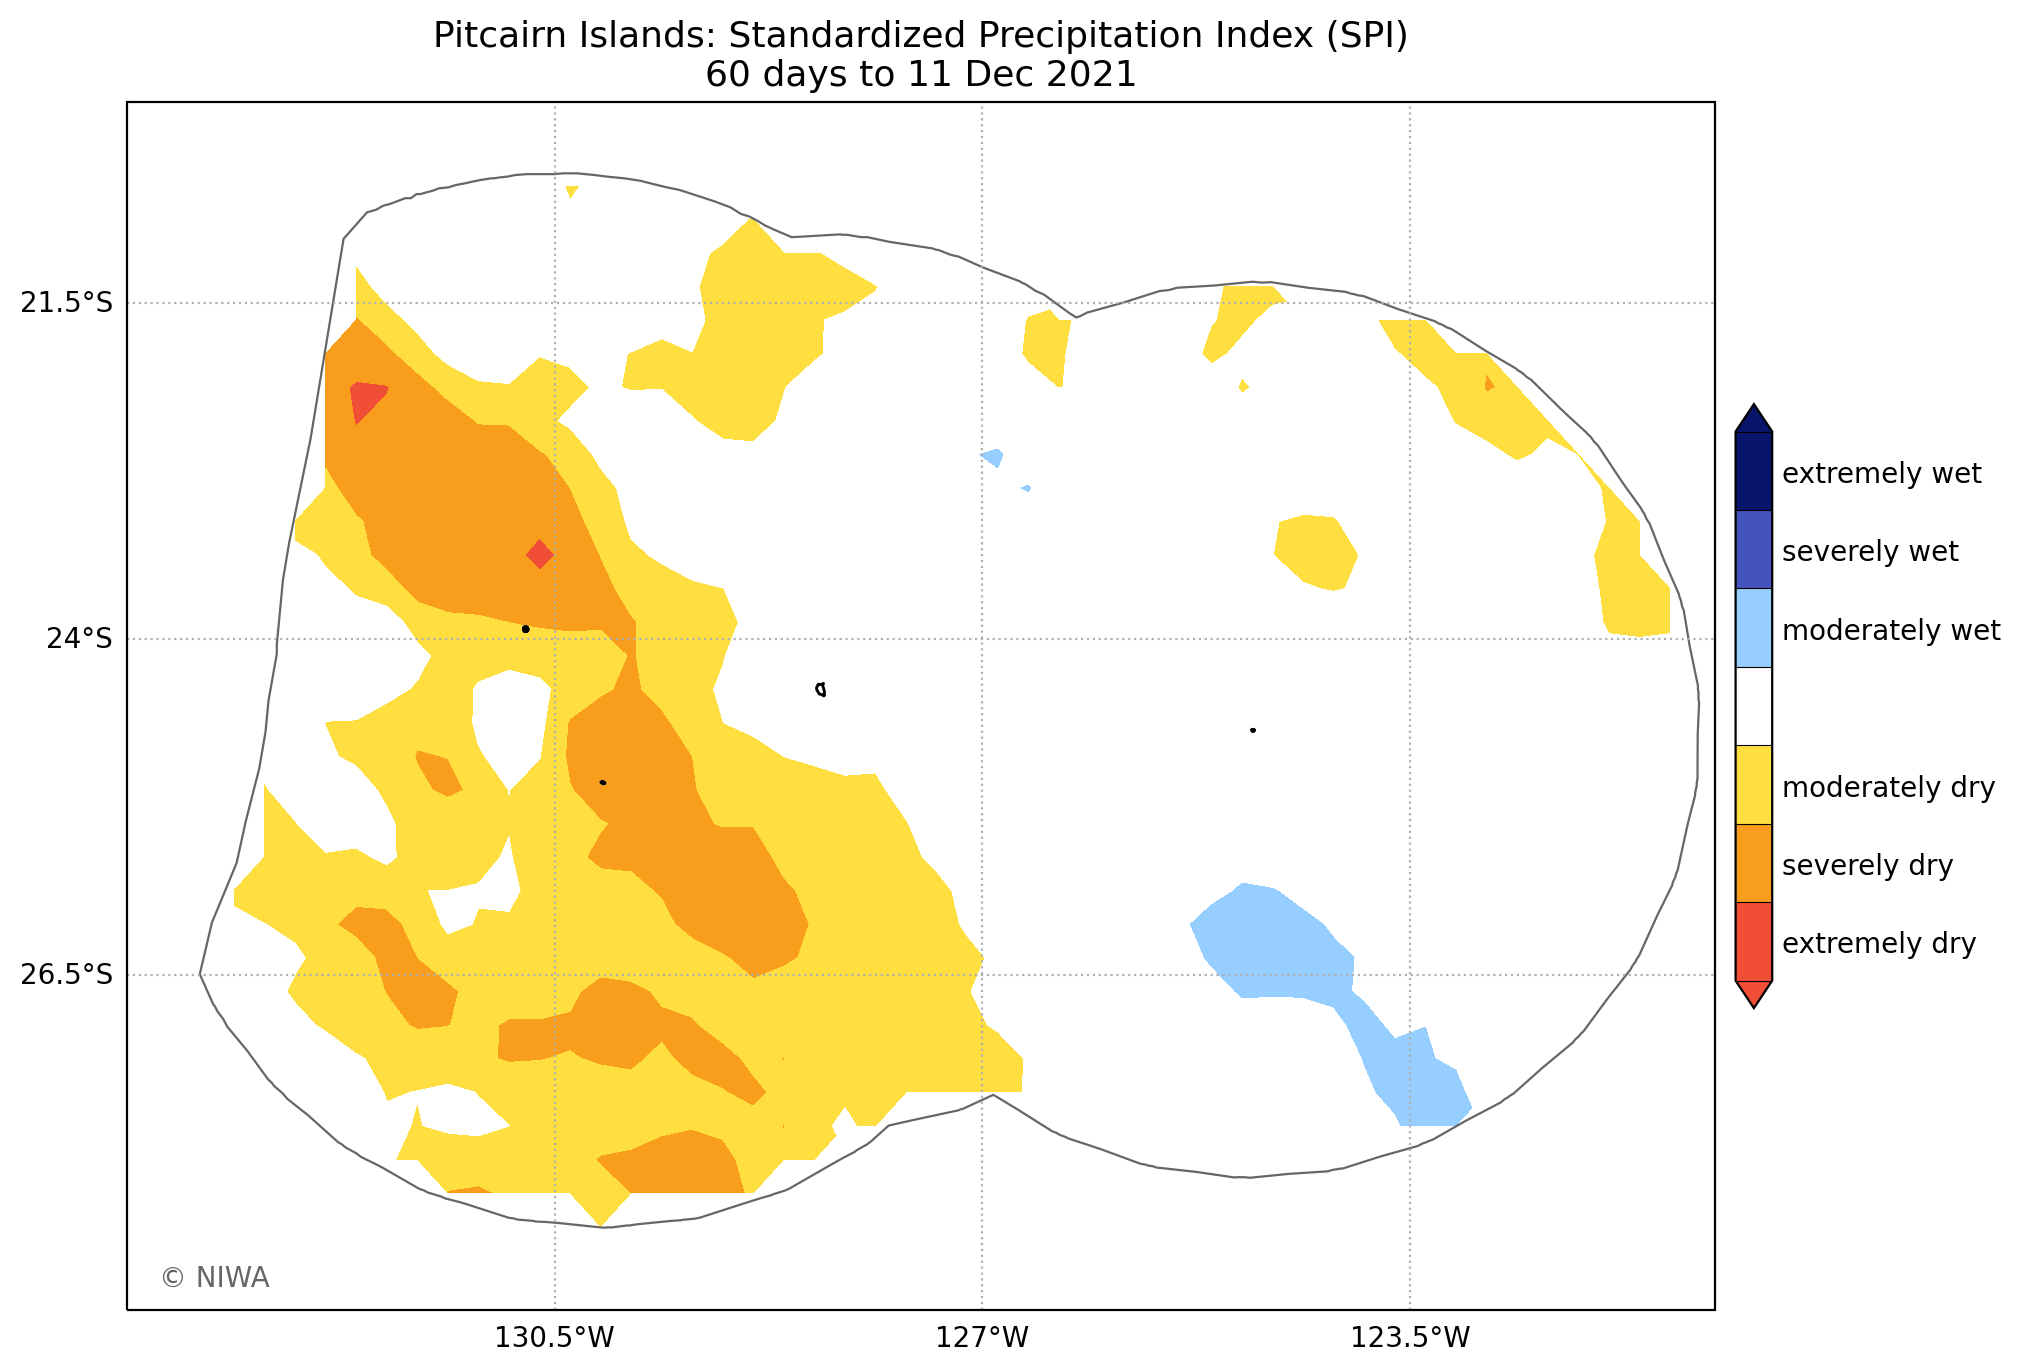 Pitcairn Islands: Standardized Precipitation Index (SPI)
60 days to 11 Dec 2021
21.5°S
24°S
26.5°S
130.5°W
127°W
123.5°W
extremely wet
severely wet
moderately wet
moderately dry
severely dry
extremely dry
© NIWA